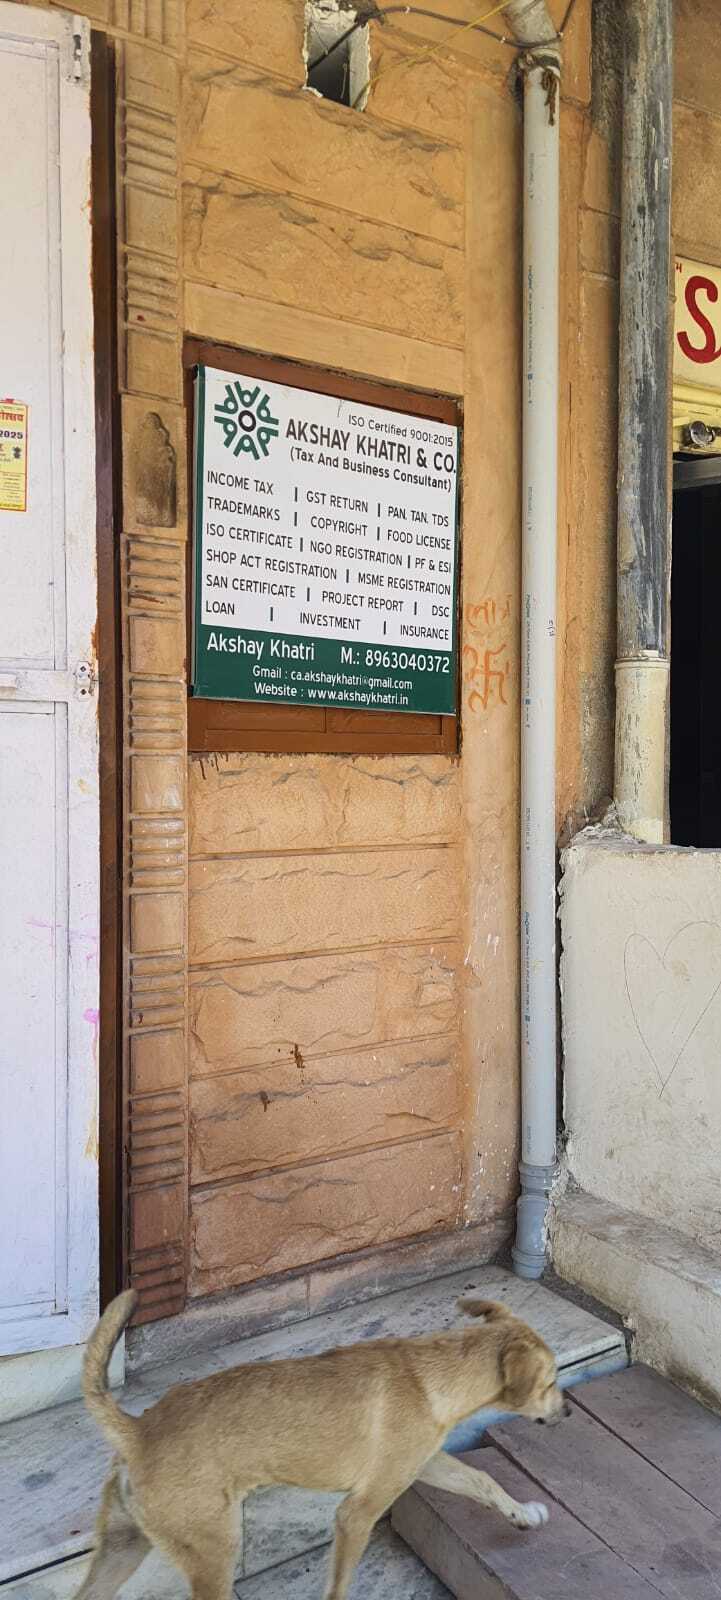 ोत्सव
2025
ISO Certified 9001:2015
AKSHAY KHATRI & CO.
(Tax And Business Consultant)
INCOME TAX | GST RETURN | PAN. TAN. TDS
TRADEMARKS | COPYRIGHT | FOOD LICENSE
ISO CERTIFICATE | NGO REGISTRATION | PF & ESI
SHOP ACT REGISTRATION | MSME REGISTRATION
SAN CERTIFICATE | PROJECT REPORT | DSC
LOAN | INVESTMENT | INSURANCE
Akshay Khatri M.: 8963040372
Gmail : ca.akshaykhatri@gmail.com
Website : www.akshaykhatri.in
S